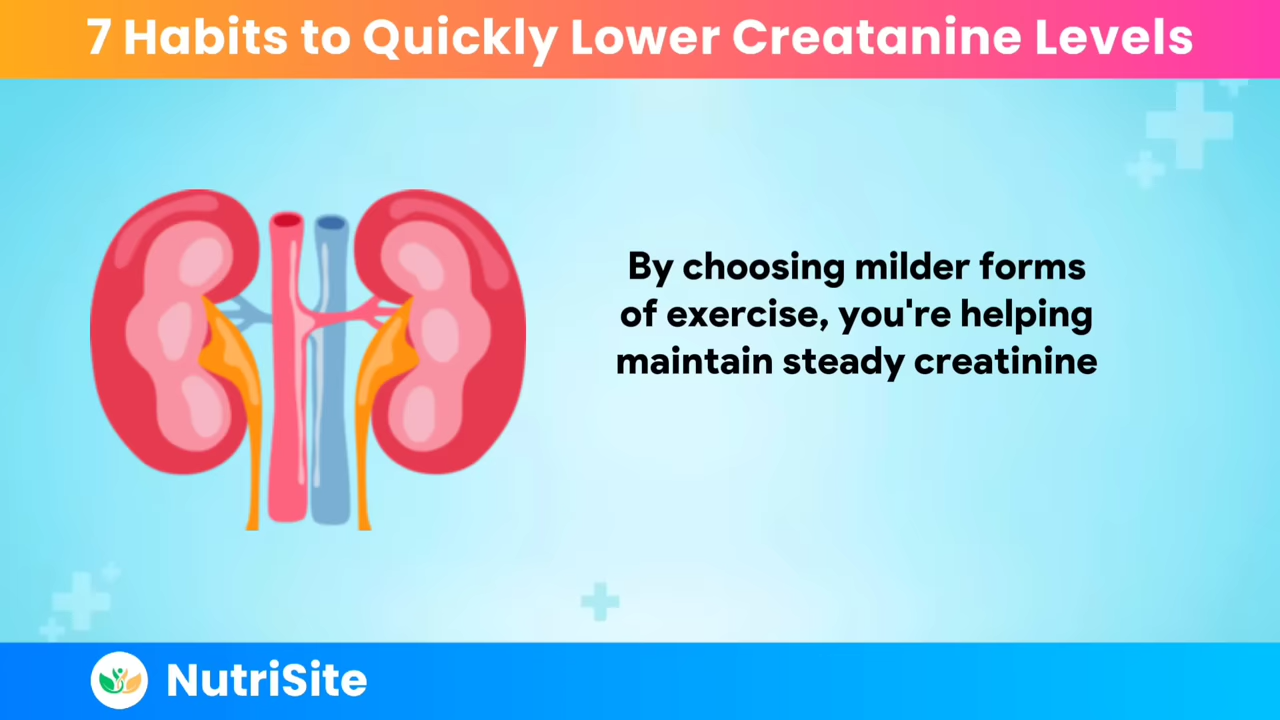 7 Habits to Quickly Lower Creatanine Levels
By choosing milder forms
of exercise, you're helping
maintain steady creatinine
NutriSite